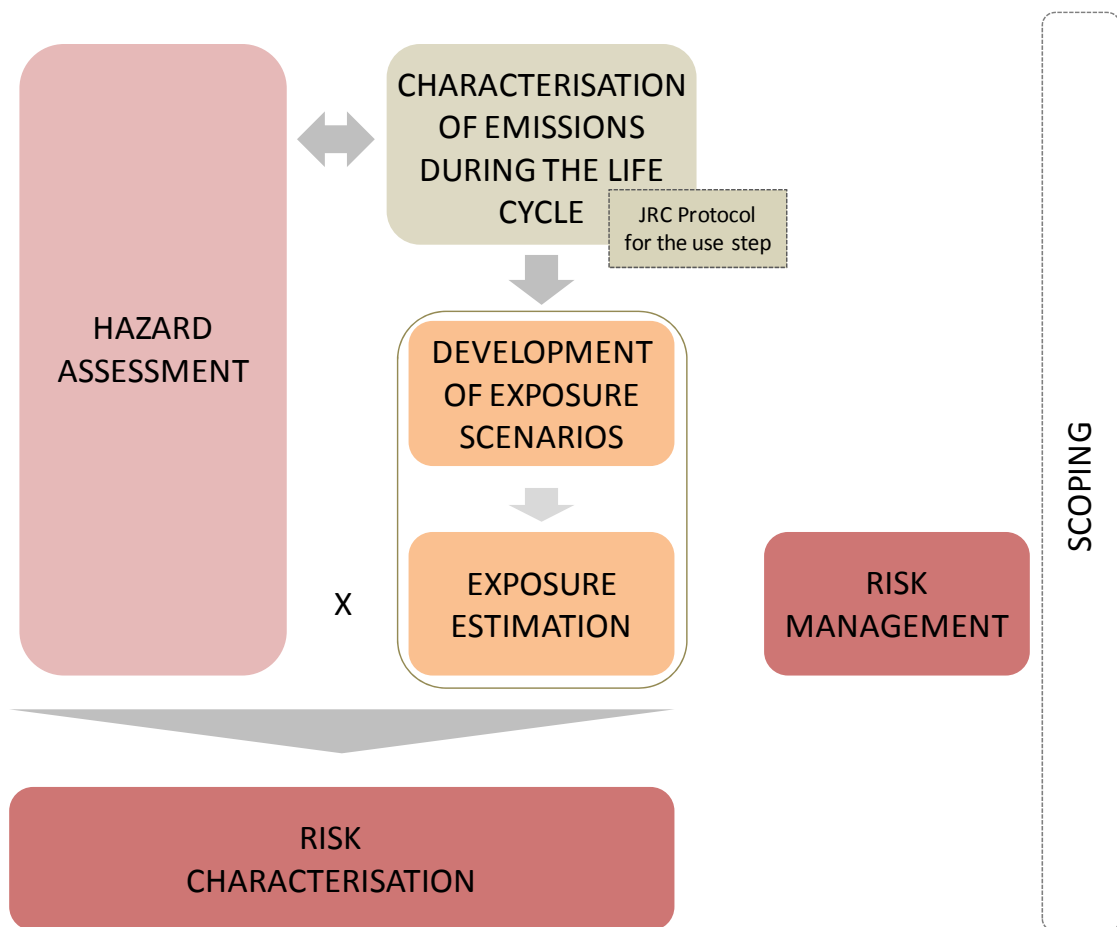 CHARACTERISATION
OF EMISSIONS
DURING THE LIFE
CYCLE
JRC Protocol
for the use step
HAZARD
ASSESSMENT
DEVELOPMENT
OF EXPOSURE
SCENARIOS
X
EXPOSURE
ESTIMATION
RISK
MANAGEMENT
SCOPING
RISK
CHARACTERISATION